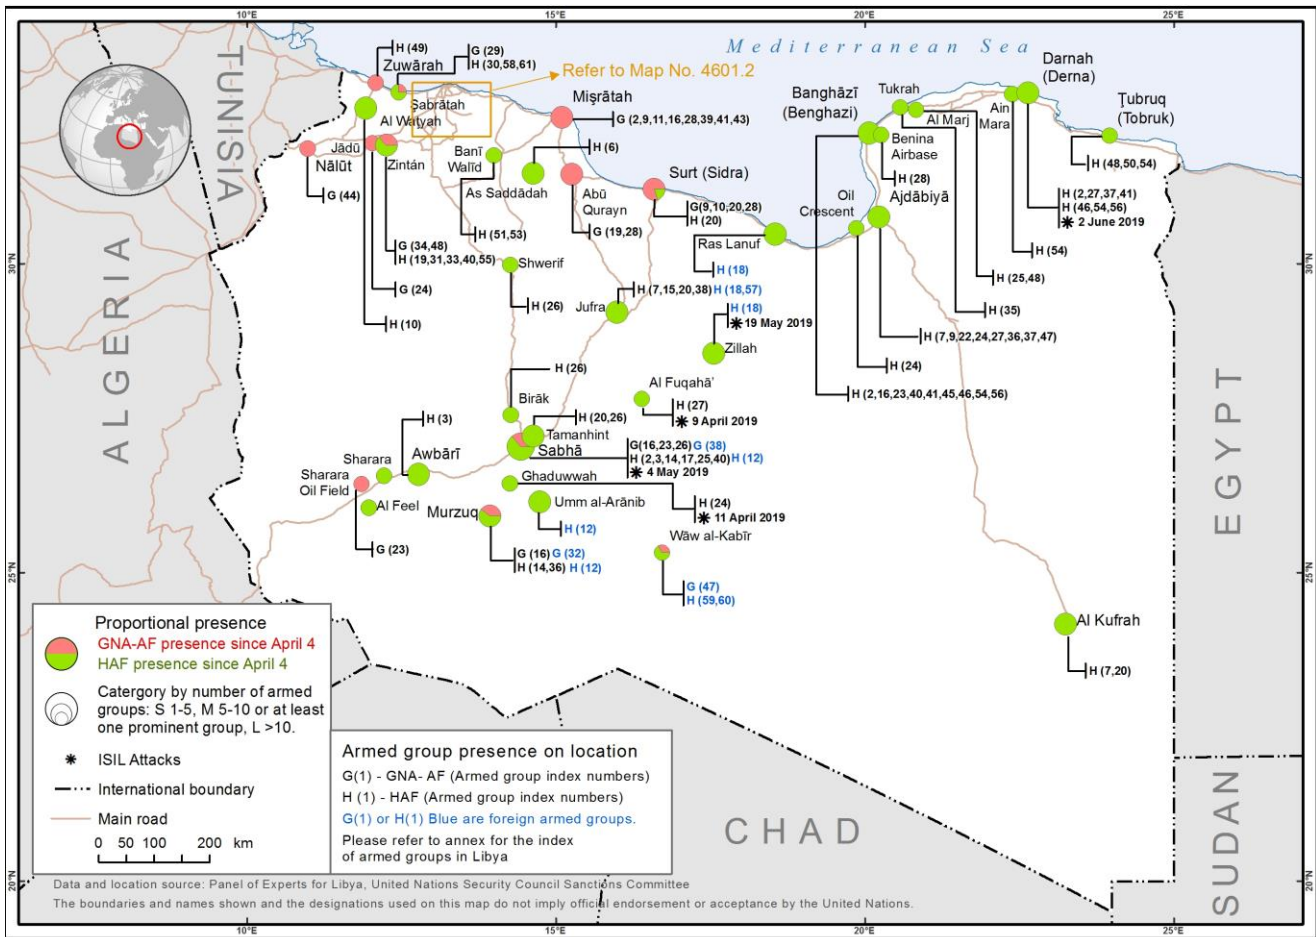 10°E
15°E
20°E
25°E
Mediterranean Sea
TUNISIA
ALGERIA
EGYPT
CHAD
SUDAN
30°N
25°N
20°N
30°N
25°N
20°N
Refer to Map No. 4601.2
H (49)
Zuwārah
G (29)
H (30,58,61)
Şabrātah
Al Waţyah
Mişrātah
G (2,9,11,16,28,39,41,43)
Jādū
Nālūt
Zintán
G (44)
Banī
Walīd
H (6)
As Saddādah
Abū
Qurayn
G (19,28)
Surt (Sidra)
G(9,10,20,28)
H (20)
H (51,53)
G (34,48)
H (19,31,33,40,55)
G (24)
H (10)
Shwerif
H (26)
Ras Lanuf
H (18)
Jufra
H (7,15,20,38) H (18,57)
H (18)
19 May 2019
Zillah
Banghāzī
(Benghazi)
Tukrah
Al Marj
Ain
Mara
Darnah
(Derna)
Ţubruq
(Tobruk)
Benina
Airbase
H (28)
Oil
Crescent
Ajdābiyā
H (48,50,54)
H (2,27,37,41)
H (46,54,56)
2 June 2019
H (54)
H (25,48)
H (35)
H (7,9,22,24,27,36,37,47)
H (24)
H (2,16,23,40,41,45,46,54,56)
H (26)
Birāk
H (3)
H (20,26)
Tamanhint
Al Fuqahā’
H (27)
9 April 2019
Sabhā
G(16,23,26) G (38)
H (2,3,14,17,25,40) H (12)
4 May 2019
Sharara
Awbārī
Sharara
Oil Field
Al Feel
G (23)
Ghaduwwah
H (24)
11 April 2019
Murzuq
Umm al-Arānib
H (12)
G (16) G (32)
H (14,36) H (12)
Wāw al-Kabīr
G (47)
H (59,60)
Al Kufrah
H (7,20)
Proportional presence
GNA-AF presence since April 4
HAF presence since April 4
Catergory by number of armed
groups: S 1-5, M 5-10 or at least
one prominent group, L >10.
ISIL Attacks
International boundary
Main road
0 50 100 200 km
Armed group presence on location
G(1) - GNA- AF (Armed group index numbers)
H (1) - HAF (Armed group index numbers)
G(1) or H(1) Blue are foreign armed groups.
Please refer to annex for the index
of armed groups in Libya
Data and location source: Panel of Experts for Libya, United Nations Security Council Sanctions Committee
The boundaries and names shown and the designations used on this map do not imply official endorsement or acceptance by the United Nations.
10°E
15°E
20°E
25°E